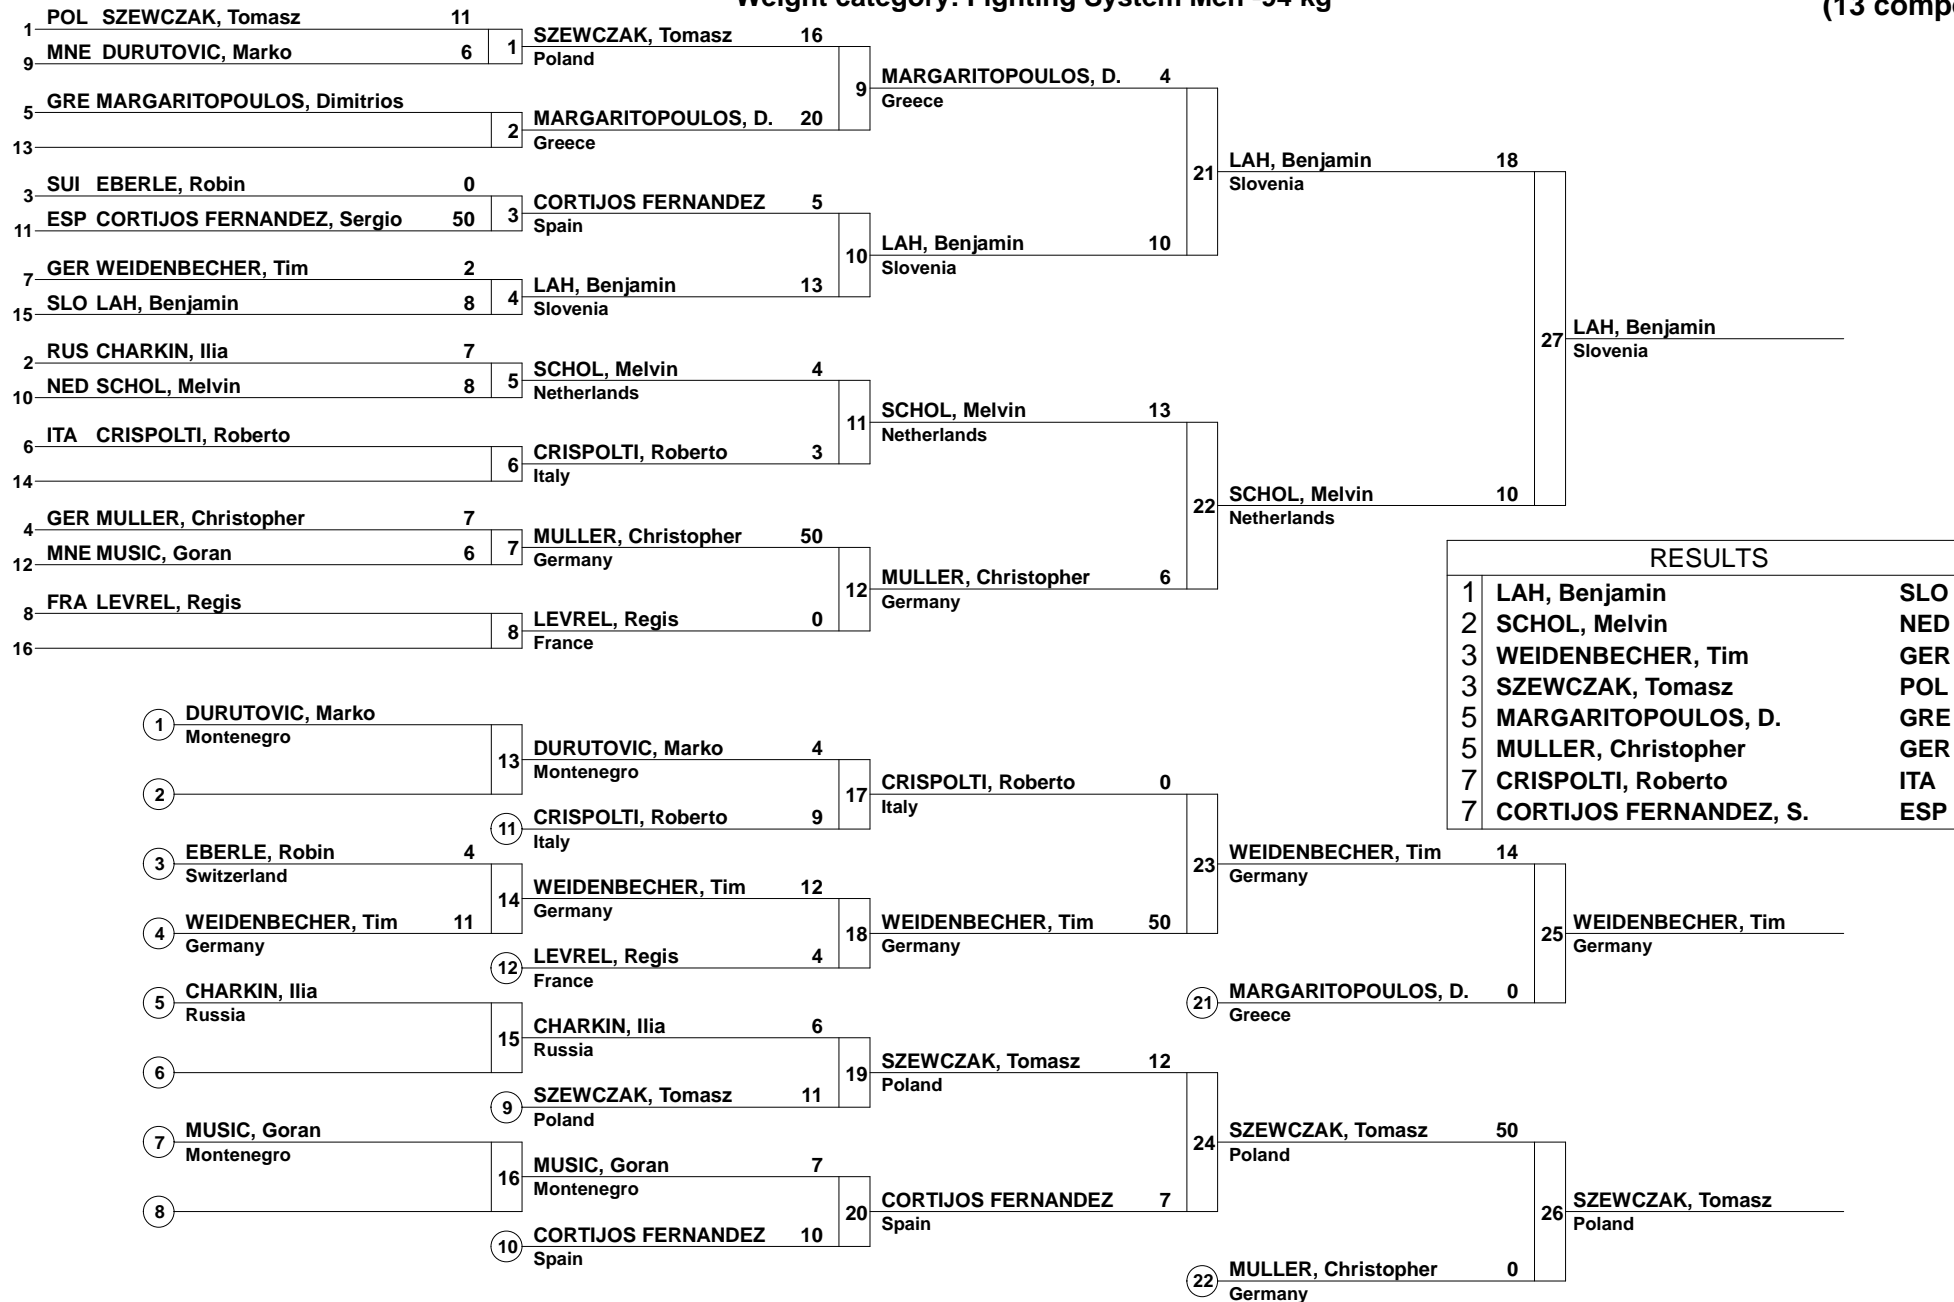 Weight category: Fighting System Men -94 kg
(13 comp
1 POL SZEWCZAK, Tomasz 11
9 MNE DURUTOVIC, Marko 6
1
SZEWCZAK, Tomasz 16
Poland
5 GRE MARGARITOPOULOS, Dimitrios
13
2
MARGARITOPOULOS, D. 20
Greece
9
MARGARITOPOULOS, D. 4
Greece
3 SUI EBERLE, Robin 0
11 ESP CORTIJOS FERNANDEZ, Sergio 50
3
CORTIJOS FERNANDEZ 5
Spain
7 GER WEIDENBECHER, Tim 2
15 SLO LAH, Benjamin 8
4
LAH, Benjamin 13
Slovenia
10
LAH, Benjamin 10
Slovenia
21
LAH, Benjamin 18
Slovenia
2 RUS CHARKIN, Ilia 7
10 NED SCHOL, Melvin 8
5
SCHOL, Melvin 4
Netherlands
6 ITA CRISPOLTI, Roberto
14
6
CRISPOLTI, Roberto 3
Italy
11
SCHOL, Melvin 13
Netherlands
4 GER MULLER, Christopher 7
12 MNE MUSIC, Goran 6
7
MULLER, Christopher 50
Germany
8 FRA LEVREL, Regis
16
8
LEVREL, Regis 0
France
12
MULLER, Christopher 6
Germany
22
SCHOL, Melvin 10
Netherlands
27
LAH, Benjamin
Slovenia
RESULTS
1 LAH, Benjamin SLO
2 SCHOL, Melvin NED
3 WEIDENBECHER, Tim GER
3 SZEWCZAK, Tomasz POL
5 MARGARITOPOULOS, D. GRE
5 MULLER, Christopher GER
7 CRISPOLTI, Roberto ITA
7 CORTIJOS FERNANDEZ, S. ESP
1 DURUTOVIC, Marko
Montenegro
2
13
DURUTOVIC, Marko 4
Montenegro
11 CRISPOLTI, Roberto 9
Italy
17
CRISPOLTI, Roberto 0
Italy
3 EBERLE, Robin 4
Switzerland
4 WEIDENBECHER, Tim 11
Germany
14
WEIDENBECHER, Tim 12
Germany
12 LEVREL, Regis 4
France
18
WEIDENBECHER, Tim 50
Germany
23
WEIDENBECHER, Tim 14
Germany
21 MARGARITOPOULOS, D. 0
Greece
25
WEIDENBECHER, Tim
Germany
5 CHARKIN, Ilia
Russia
6
15
CHARKIN, Ilia 6
Russia
9 SZEWCZAK, Tomasz 11
Poland
19
SZEWCZAK, Tomasz 12
Poland
7 MUSIC, Goran
Montenegro
8
16
MUSIC, Goran 7
Montenegro
10 CORTIJOS FERNANDEZ 10
Spain
20
CORTIJOS FERNANDEZ 7
Spain
24
SZEWCZAK, Tomasz 50
Poland
22 MULLER, Christopher 0
Germany
26
SZEWCZAK, Tomasz
Poland